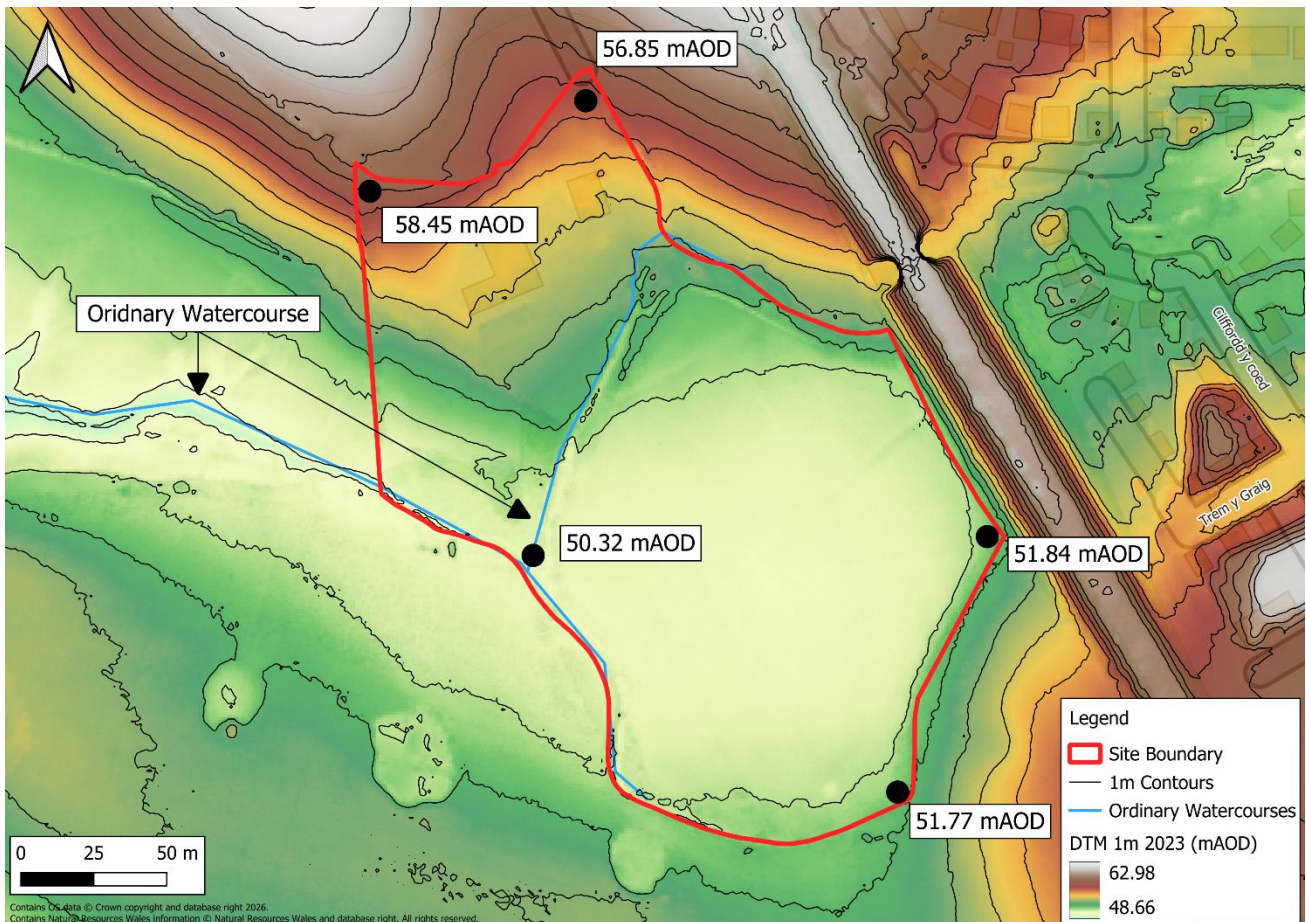 56.85 mAOD
58.45 mAOD
Oridnary Watercourse
50.32 mAOD
51.84 mAOD
51.77 mAOD
Cilffordd y coed
Trem y Graig
Legend
Site Boundary
1m Contours
Ordinary Watercourses
DTM 1m 2023 (mAOD)
62.98
48.66
0 25 50 m
Contains OS data © Crown copyright and database right 2026.
Contains Natural Resources Wales information © Natural Resources Wales and database right. All rights reserved.